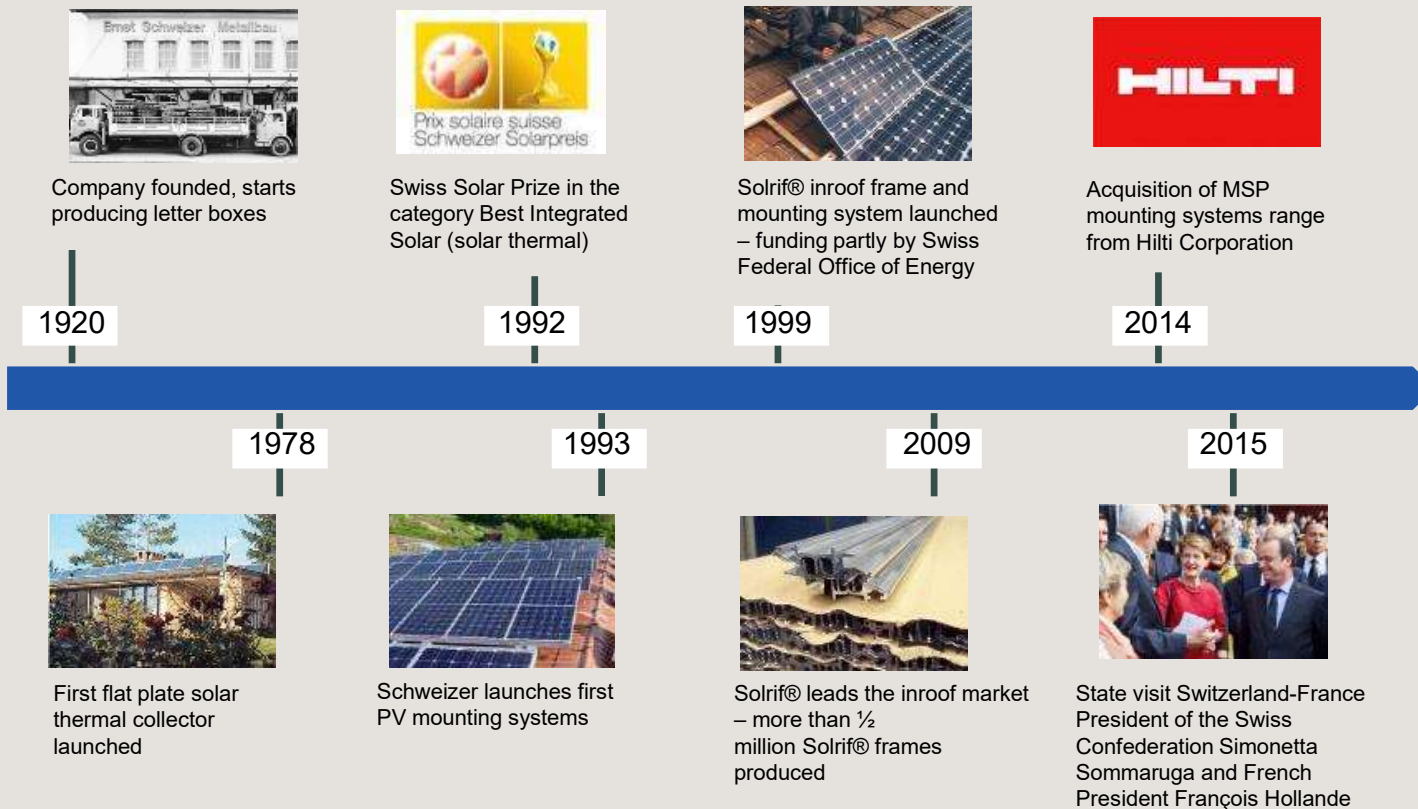 Ernst Schweizer Metallbau
Prix solaire suisse
Schweizer Solarpreis
HILTI
Company founded, starts
producing letter boxes
Swiss Solar Prize in the
category Best Integrated
Solar (solar thermal)
Solrif® inroof frame and
mounting system launched
– funding partly by Swiss
Federal Office of Energy
Acquisition of MSP
mounting systems range
from Hilti Corporation
1920
1992
1999
2014
1978
1993
2009
2015
First flat plate solar
thermal collector
launched
Schweizer launches first
PV mounting systems
Solrif® leads the inroof market
– more than ½
million Solrif® frames
produced
State visit Switzerland-France
President of the Swiss
Confederation Simonetta
Sommaruga and French
President François Hollande